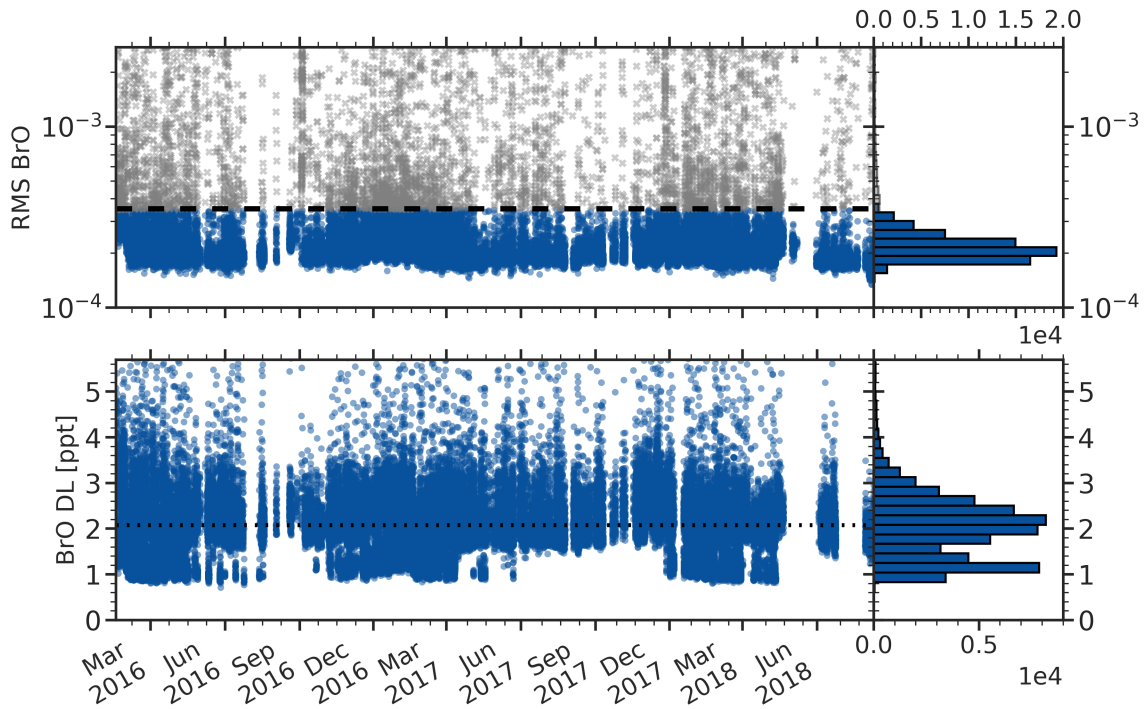 0.0 0.5 1.0 1.5 2.0
RMS BrO
10⁻³
10⁻³
10⁻⁴
10⁻⁴
1e4
BrO DL [ppt]
5
5
4
4
3
3
2
2
1
1
0
0
0.0 0.5
1e4
Mar 2016
Jun 2016
Sep 2016
Dec 2016
Mar 2017
Jun 2017
Sep 2017
Dec 2017
Mar 2018
Jun 2018